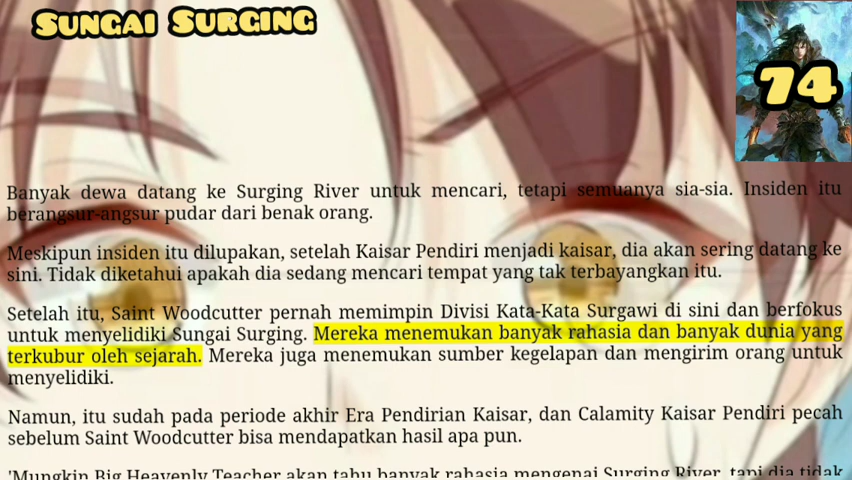 SUNGAI SURGING
74
Banyak dewa datang ke Surging River untuk mencari, tetapi semuanya sia-sia. Insiden itu
berangsur-angsur pudar dari benak orang.
Meskipun insiden itu dilupakan, setelah Kaisar Pendiri menjadi kaisar, dia akan sering datang ke
sini. Tidak diketahui apakah dia sedang mencari tempat yang tak terbayangkan itu.
Setelah itu, Saint Woodcutter pernah memimpin Divisi Kata-Kata Surgawi di sini dan berfokus
untuk menyelidiki Sungai Surging. Mereka menemukan banyak rahasia dan banyak dunia yang
terkubur oleh sejarah. Mereka juga menemukan sumber kegelapan dan mengirim orang untuk
menyelidiki.
Namun, itu sudah pada periode akhir Era Pendirian Kaisar, dan Calamity Kaisar Pendiri pecah
sebelum Saint Woodcutter bisa mendapatkan hasil apa pun.
'Mungkin Big Heavenly Teacher akan tahu banyak rahasia mengenai Surging River, tapi dia tidak